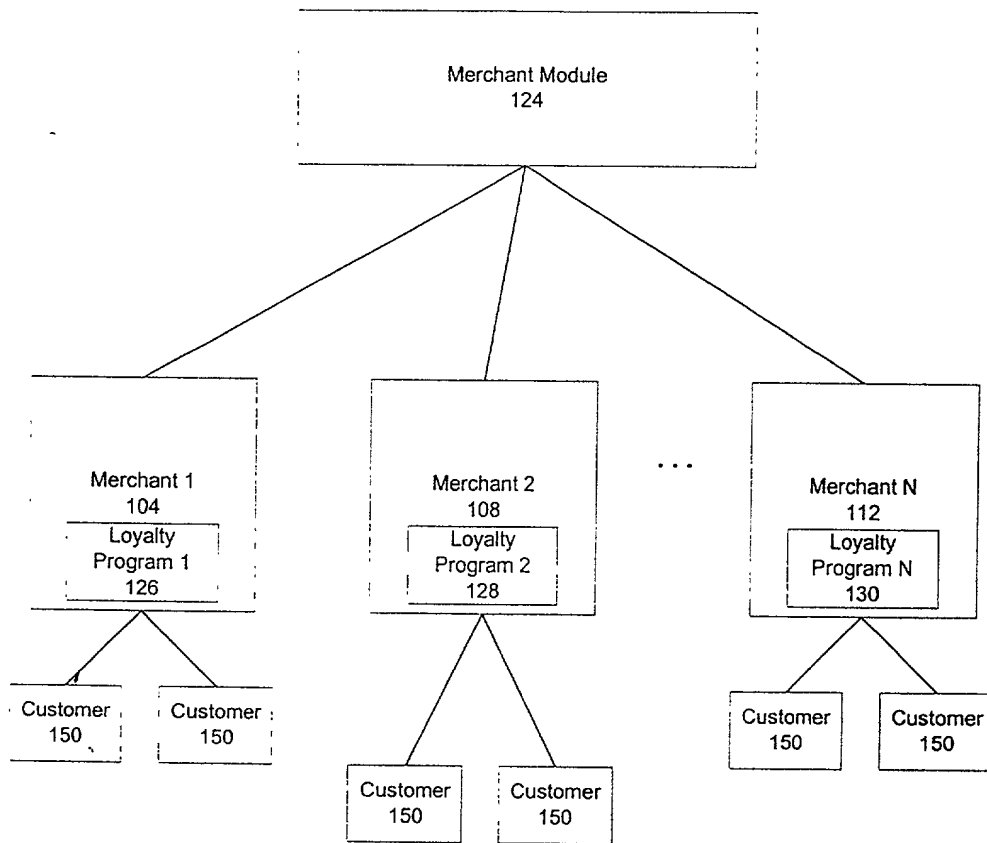 Merchant Module
124
Merchant 1
104
Loyalty
Program 1
126
Merchant 2
108
Loyalty
Program 2
128
...
Merchant N
112
Loyalty
Program N
130
Customer
150
Customer
150
Customer
150
Customer
150
Customer
150
Customer
150